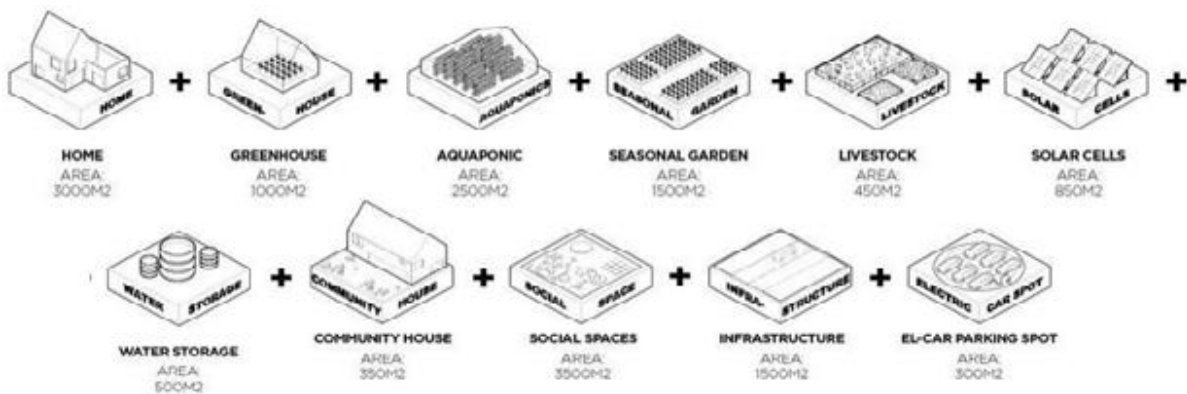 HOME
GREEN- HOUSE
AQUAPONICS
SEASONAL GARDEN
LIVESTOCK
SOLAR CELLS
HOME
AREA:
3000M2
GREENHOUSE
AREA:
1000M2
AQUAPONIC
AREA:
2500M2
SEASONAL GARDEN
AREA:
1500M2
LIVESTOCK
AREA:
450M2
SOLAR CELLS
AREA:
850M2
WATER STORAGE
COMMUNITY HOUSE
SOCIAL SPACE
INFRA- STRUCTURE
ELECTRIC CAR SPOT
WATER STORAGE
AREA:
500M2
COMMUNITY HOUSE
AREA:
350M2
SOCIAL SPACES
AREA:
3500M2
INFRASTRUCTURE
AREA:
1500M2
EL-CAR PARKING SPOT
AREA:
300M2